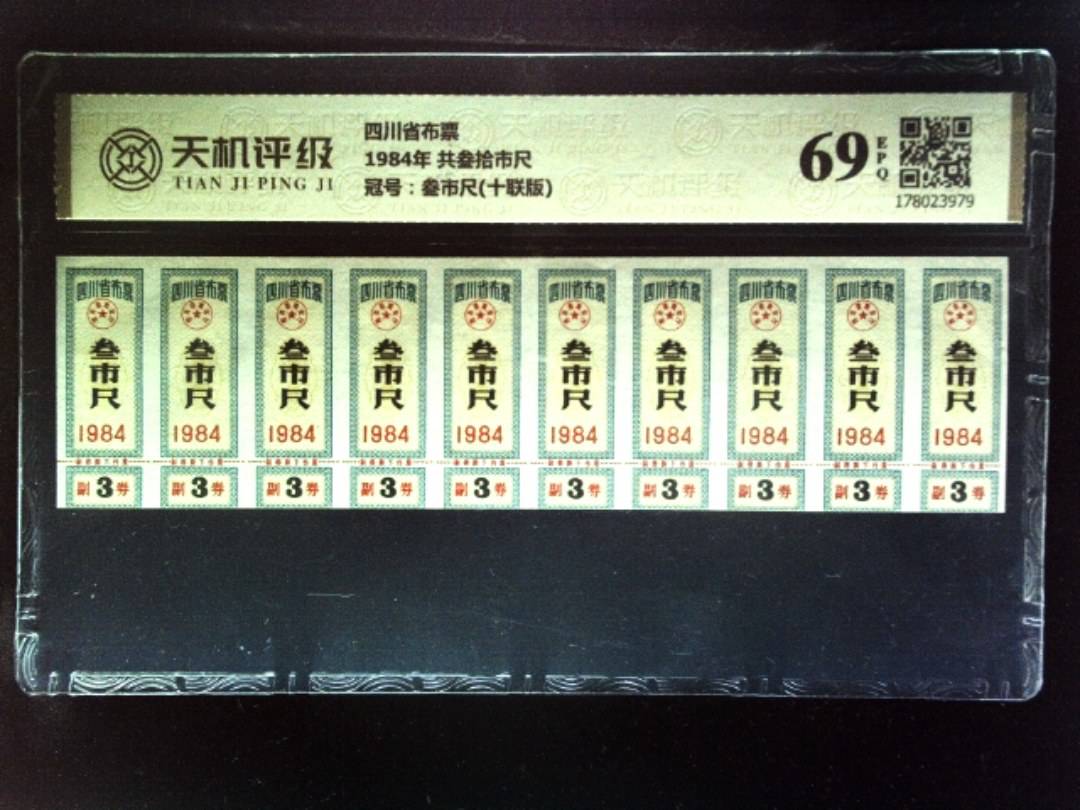 天机评级
TIAN JI PING JI
四川省布票
1984年 共叁拾市尺
冠号：叁市尺(十联版)
69
EPQ
178023979
四川省布票 四川省布票 四川省布票 四川省布票 四川省布票 四川省布票 四川省布票 四川省布票 四川省布票 四川省布票
叁市尺 叁市尺 叁市尺 叁市尺 叁市尺 叁市尺 叁市尺 叁市尺 叁市尺 叁市尺
1984 1984 1984 1984 1984 1984 1984 1984 1984 1984
副3券 副3券 副3券 副3券 副3券 副3券 副3券 副3券 副3券 副3券